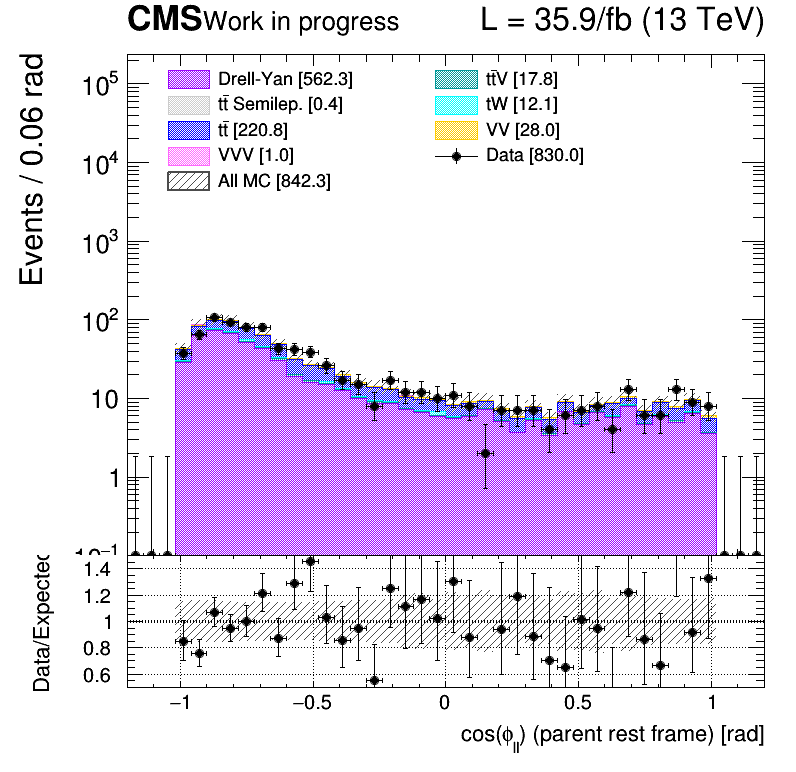 CMS Work in progress L = 35.9/fb (13 TeV)
Events / 0.06 rad
Drell-Yan [562.3]
tt̄ Semilep. [0.4]
tt̄ [220.8]
VVV [1.0]
All MC [842.3]
tt̄V [17.8]
tW [12.1]
VV [28.0]
Data [830.0]
10⁵
10⁴
10³
10²
10
1
10⁻¹
Data/Expected
1.4
1.2
1
0.8
0.6
−1 −0.5 0 0.5 1
cos(ϕ_ll) (parent rest frame) [rad]